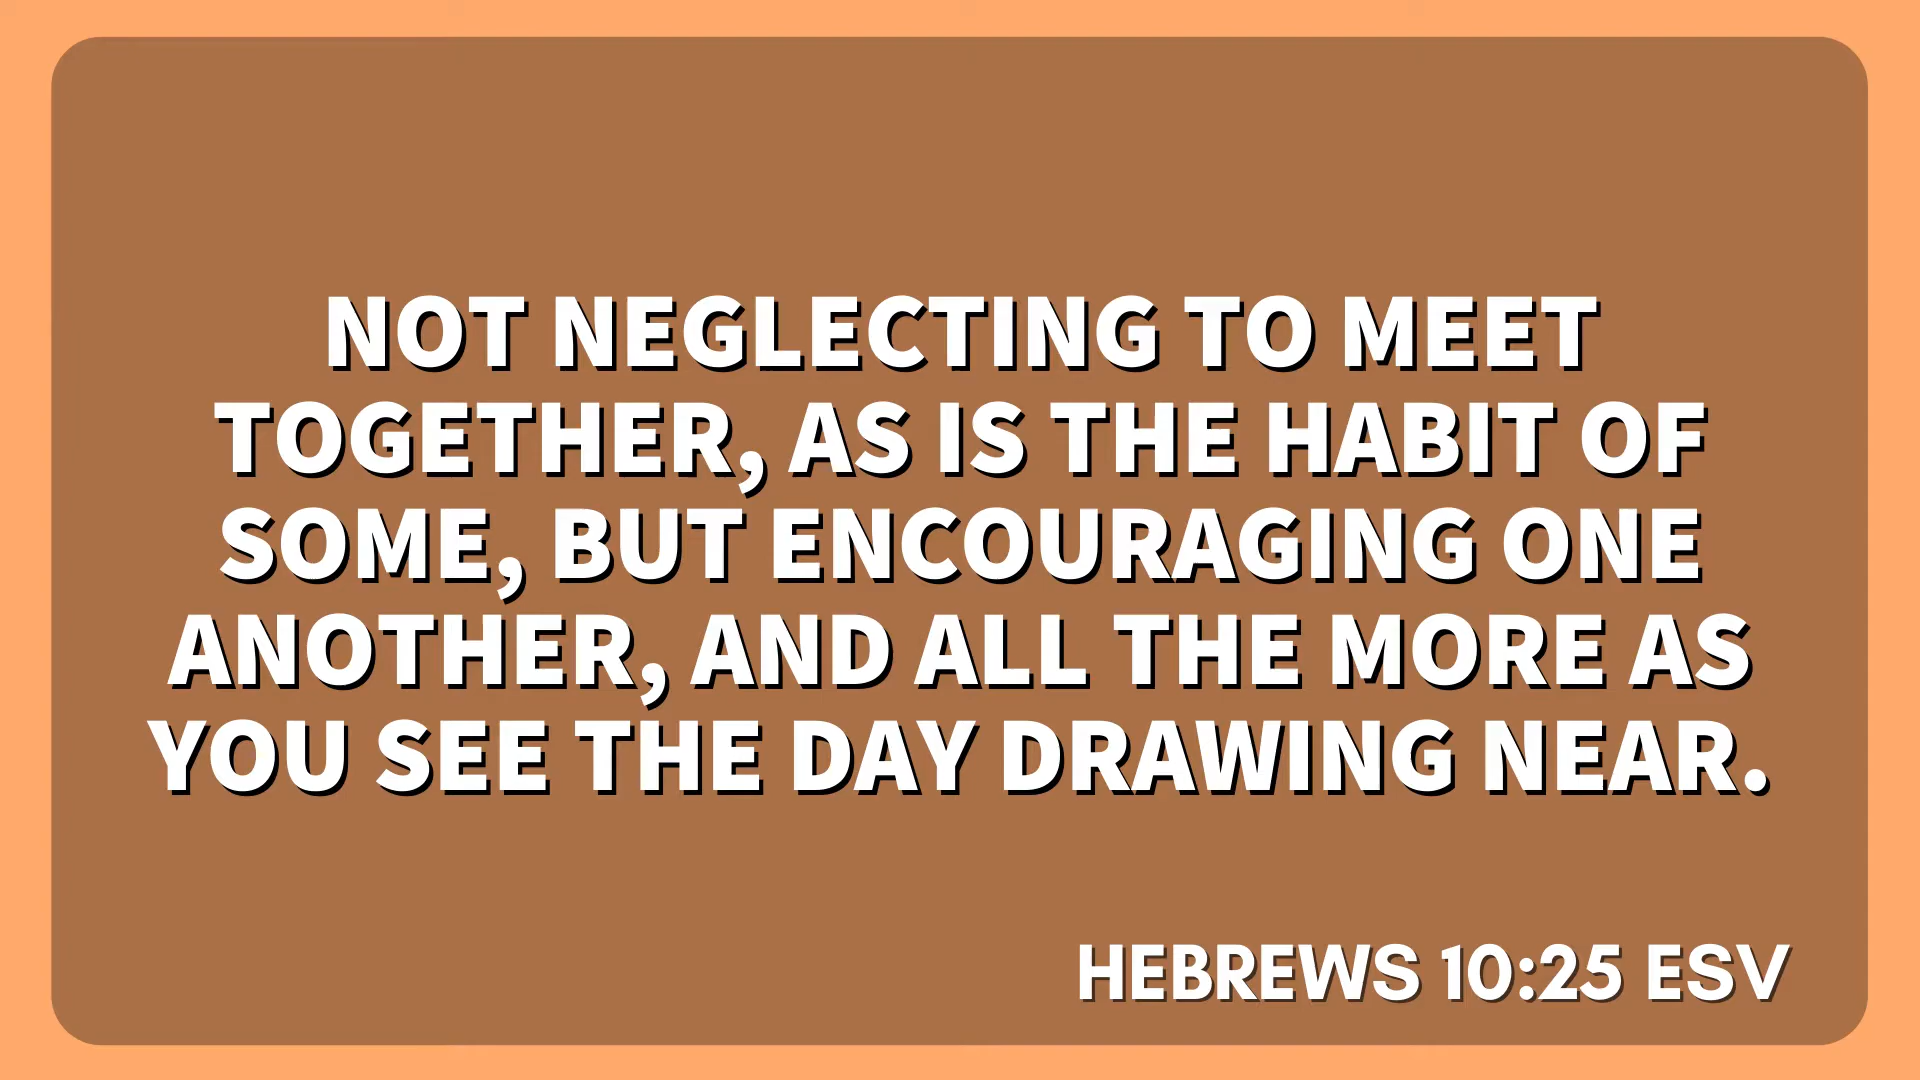 NOT NEGLECTING TO MEET
TOGETHER, AS IS THE HABIT OF
SOME, BUT ENCOURAGING ONE
ANOTHER, AND ALL THE MORE AS
YOU SEE THE DAY DRAWING NEAR.
HEBREWS 10:25 ESV